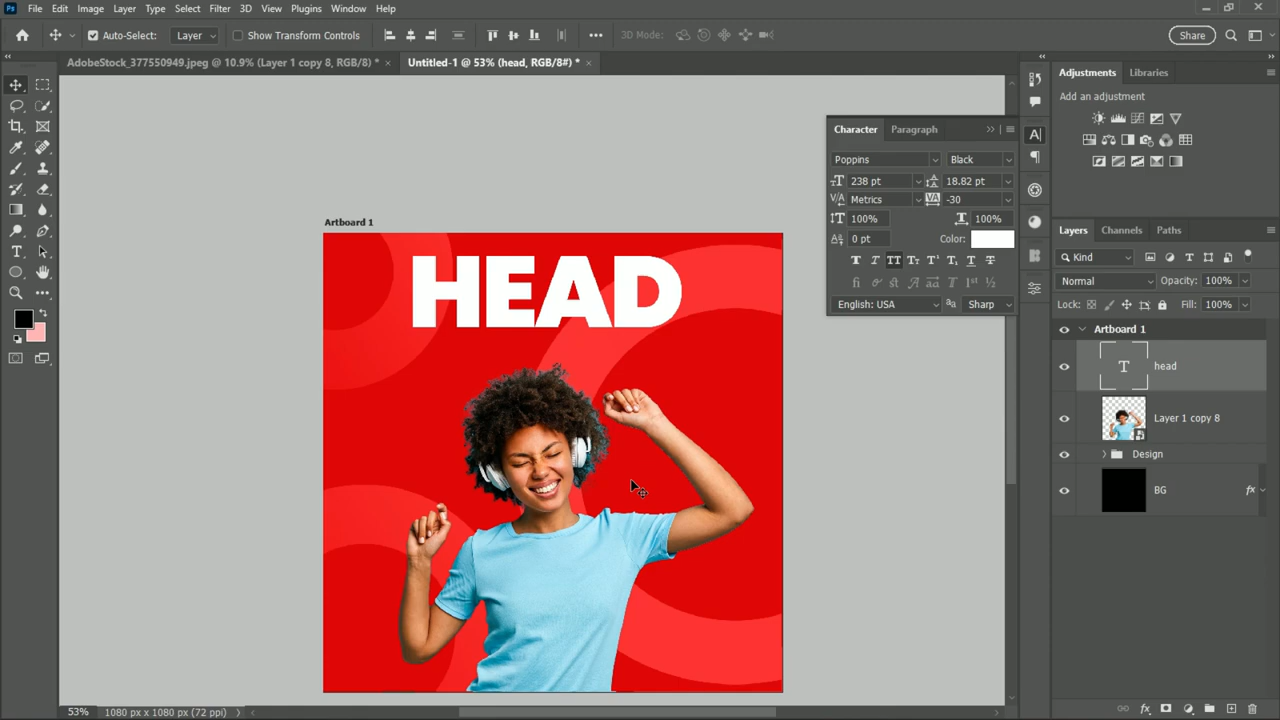 Ps File Edit Image Layer Type Select Filter 3D View Plugins Window Help
Auto-Select: Layer Show Transform Controls 3D Mode: Share
AdobeStock_377550949.jpeg @ 10.9% (Layer 1 copy 8, RGB/8) * × Untitled-1 @ 53% (head, RGB/8#) * ×
Artboard 1
HEAD
Character Paragraph
Poppins Black
238 pt 18.82 pt
Metrics -30
100% 100%
0 pt Color:
English: USA Sharp
Adjustments Libraries
Add an adjustment
Layers Channels Paths
Kind
Normal Opacity: 100%
Lock: Fill: 100%
Artboard 1
head
Layer 1 copy 8
Design
BG fx
53% 1080 px x 1080 px (72 ppi)